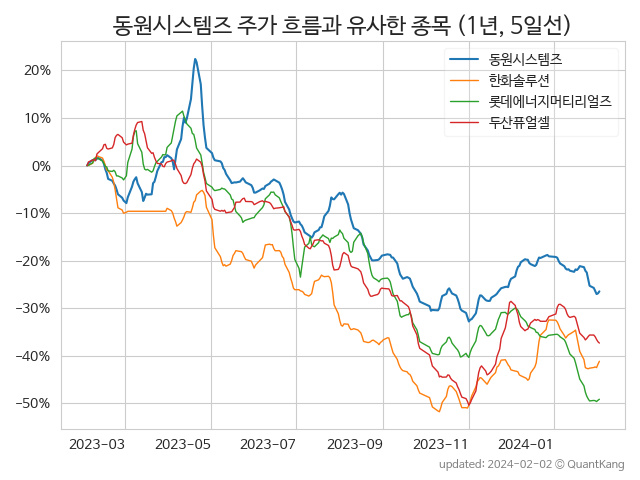 동원시스템즈 주가 흐름과 유사한 종목 (1년, 5일선)
동원시스템즈
한화솔루션
롯데에너지머티리얼즈
두산퓨얼셀
20%
10%
0%
−10%
−20%
−30%
−40%
−50%
2023-03 2023-05 2023-07 2023-09 2023-11 2024-01
updated: 2024-02-02 © QuantKang